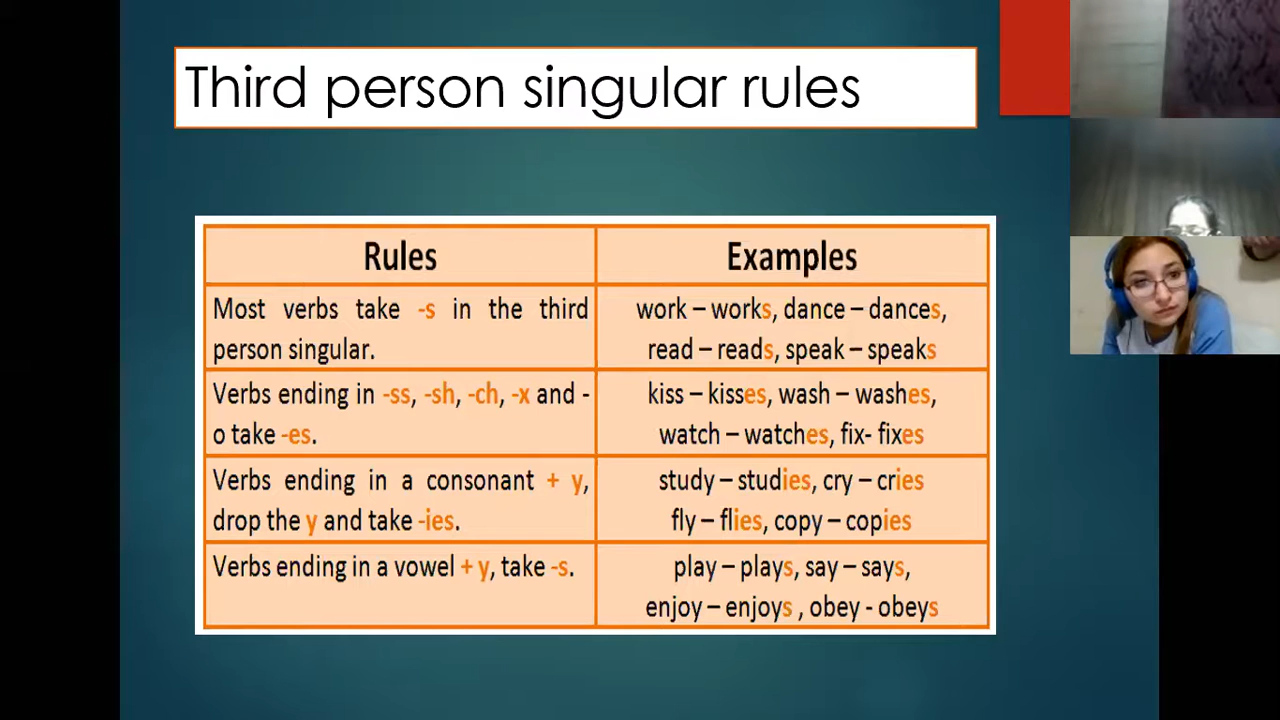 Third person singular rules
Rules
Examples
Most verbs take -s in the third
person singular.
work – works, dance – dances,
read – reads, speak – speaks
Verbs ending in -ss, -sh, -ch, -x and -
o take -es.
kiss – kisses, wash – washes,
watch – watches, fix- fixes
Verbs ending in a consonant + y,
drop the y and take -ies.
study – studies, cry – cries
fly – flies, copy – copies
Verbs ending in a vowel + y, take -s.
play – plays, say – says,
enjoy – enjoys , obey - obeys